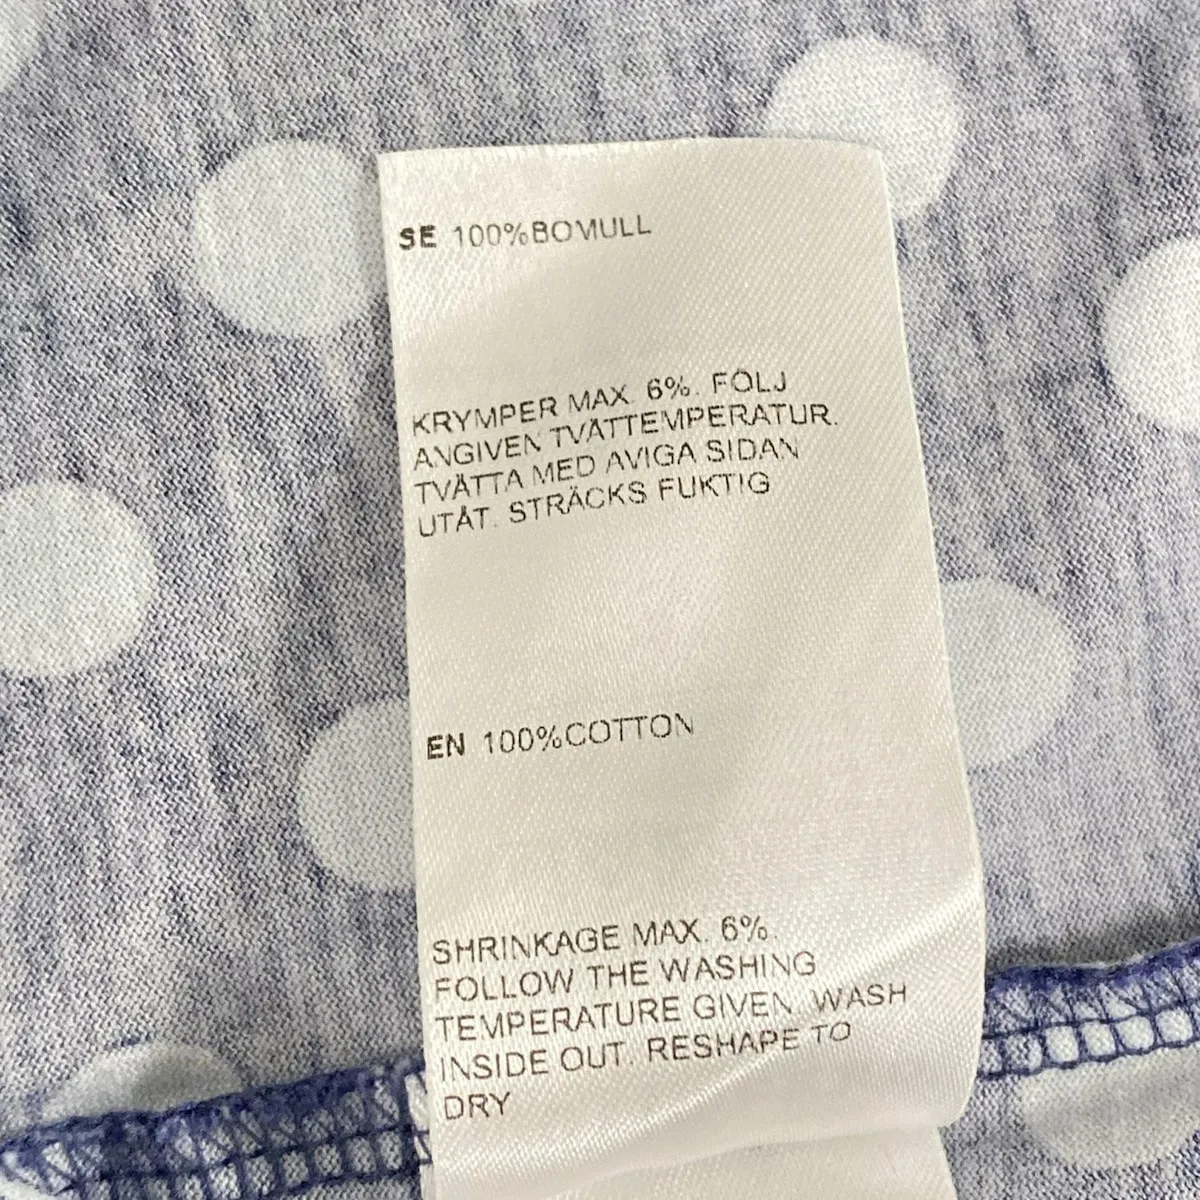 SE 100%BOMULL
KRYMPER MAX. 6%. FÖLJ
ANGIVEN TVÄTTEMPERATUR.
TVÄTTA MED AVIGA SIDAN
UTÅT. STRÄCKS FUKTIG
EN 100%COTTON
SHRINKAGE MAX. 6%.
FOLLOW THE WASHING
TEMPERATURE GIVEN. WASH
INSIDE OUT. RESHAPE TO
DRY